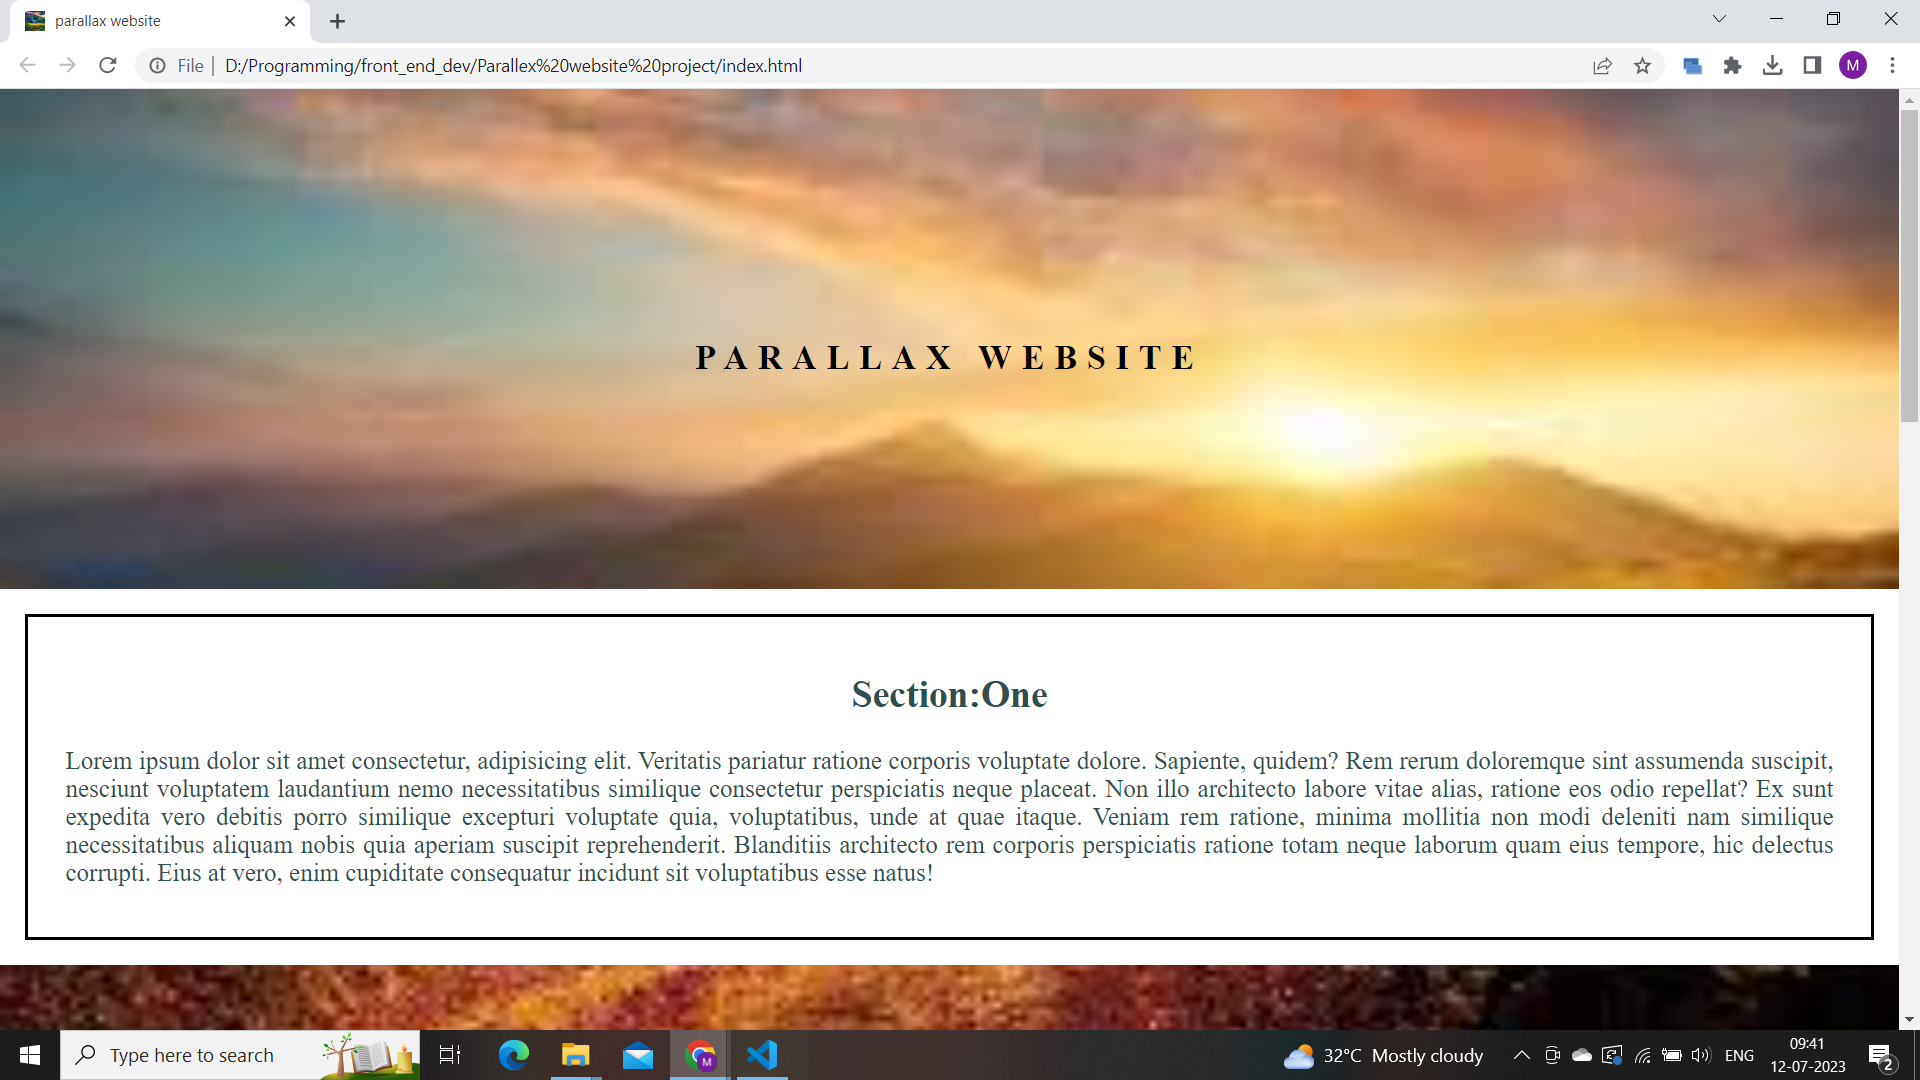 parallax website
File
D:/Programming/front_end_dev/Parallex%20website%20project/index.html
M
PARALLAX WEBSITE
Section:One
Lorem ipsum dolor sit amet consectetur, adipisicing elit. Veritatis pariatur ratione corporis voluptate dolore. Sapiente, quidem? Rem rerum doloremque sint assumenda suscipit,
nesciunt voluptatem laudantium nemo necessitatibus similique consectetur perspiciatis neque placeat. Non illo architecto labore vitae alias, ratione eos odio repellat? Ex sunt
expedita vero debitis porro similique excepturi voluptate quia, voluptatibus, unde at quae itaque. Veniam rem ratione, minima mollitia non modi deleniti nam similique
necessitatibus aliquam nobis quia aperiam suscipit reprehenderit. Blanditiis architecto rem corporis perspiciatis ratione totam neque laborum quam eius tempore, hic delectus
corrupti. Eius at vero, enim cupiditate consequatur incidunt sit voluptatibus esse natus!
Type here to search
M
32°C Mostly cloudy
ENG
09:41
12-07-2023
2